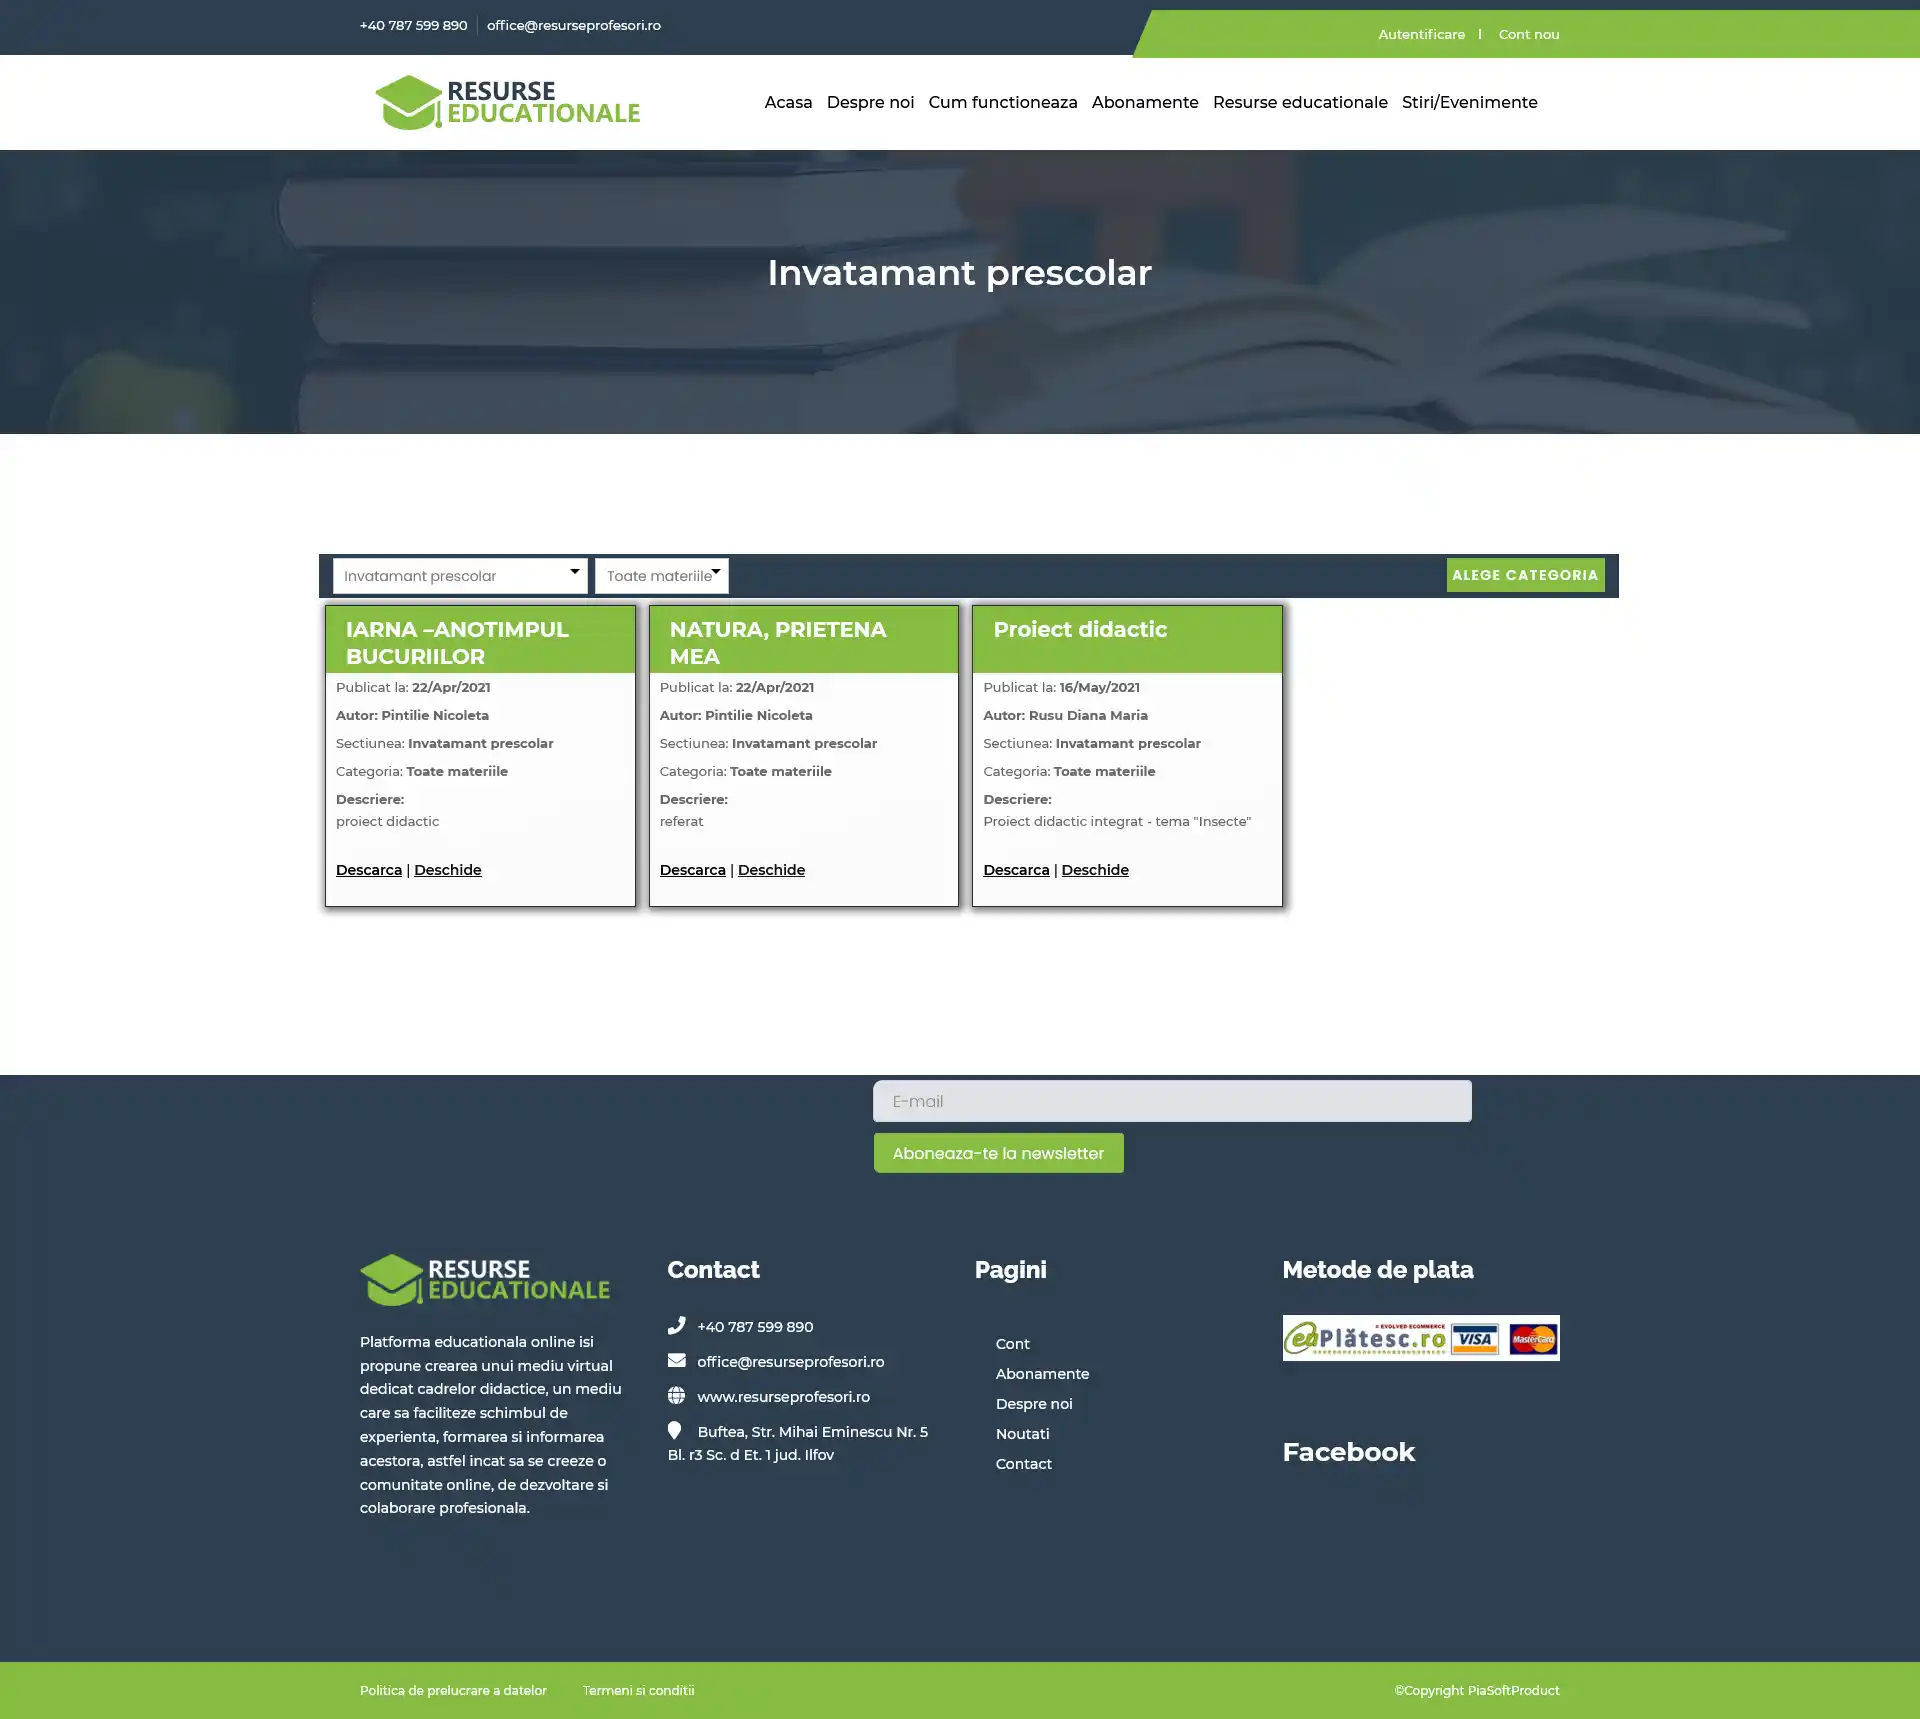 +40 787 599 890 office@resurseprofesori.ro
Autentificare Cont nou
RESURSE
EDUCATIONALE
Acasa Despre noi Cum functioneaza Abonamente Resurse educationale Stiri/Evenimente
Invatamant prescolar
Invatamant prescolar Toate materiile ALEGE CATEGORIA
IARNA –ANOTIMPUL
BUCURIILOR
Publicat la: 22/Apr/2021
Autor: Pintilie Nicoleta
Sectiunea: Invatamant prescolar
Categoria: Toate materiile
Descriere:
proiect didactic
Descarca | Deschide
NATURA, PRIETENA
MEA
Publicat la: 22/Apr/2021
Autor: Pintilie Nicoleta
Sectiunea: Invatamant prescolar
Categoria: Toate materiile
Descriere:
referat
Descarca | Deschide
Proiect didactic
Publicat la: 16/May/2021
Autor: Rusu Diana Maria
Sectiunea: Invatamant prescolar
Categoria: Toate materiile
Descriere:
Proiect didactic integrat - tema "Insecte"
Descarca | Deschide
E-mail
Aboneaza-te la newsletter
RESURSE
EDUCATIONALE
Platforma educationala online isi
propune crearea unui mediu virtual
dedicat cadrelor didactice, un mediu
care sa faciliteze schimbul de
experienta, formarea si informarea
acestora, astfel incat sa se creeze o
comunitate online, de dezvoltare si
colaborare profesionala.
Contact
+40 787 599 890
office@resurseprofesori.ro
www.resurseprofesori.ro
Buftea, Str. Mihai Eminescu Nr. 5
Bl. r3 Sc. d Et. 1 jud. Ilfov
Pagini
Cont
Abonamente
Despre noi
Noutati
Contact
Metode de plata
= EVOLVED ECOMMERCE
euPlătesc.ro VISA MasterCard
Facebook
Politica de prelucrare a datelor Termeni si conditii ©Copyright PiaSoftProduct